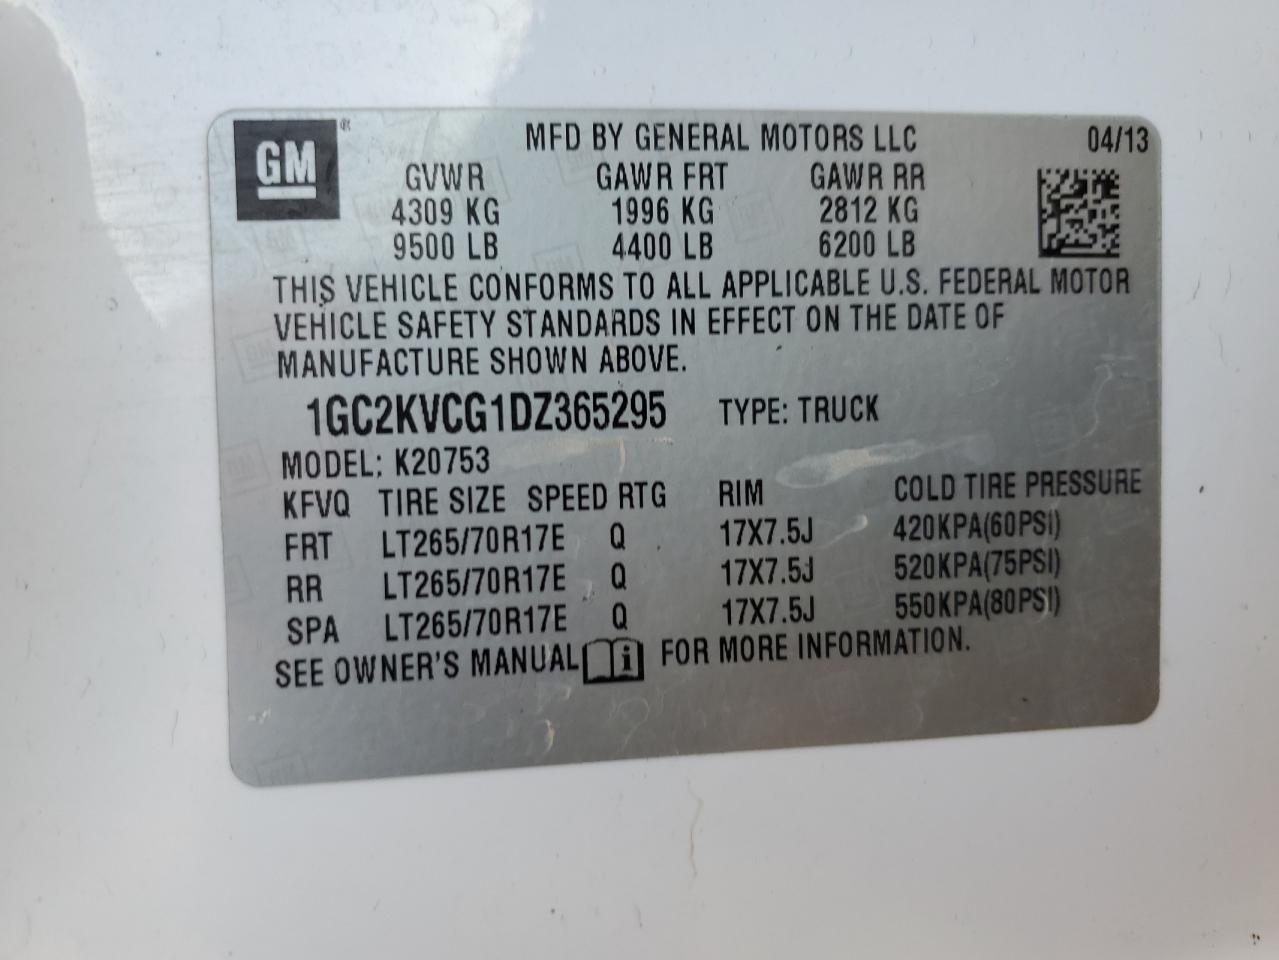 GM ®
MFD BY GENERAL MOTORS LLC 04/13
GVWR GAWR FRT GAWR RR
4309 KG 1996 KG 2812 KG
9500 LB 4400 LB 6200 LB
THIS VEHICLE CONFORMS TO ALL APPLICABLE U.S. FEDERAL MOTOR
VEHICLE SAFETY STANDARDS IN EFFECT ON THE DATE OF
MANUFACTURE SHOWN ABOVE.
1GC2KVCG1DZ365295 TYPE: TRUCK
MODEL: K20753
KFVQ TIRE SIZE SPEED RTG RIM COLD TIRE PRESSURE
FRT LT265/70R17E Q 17X7.5J 420KPA(60PSI)
RR LT265/70R17E Q 17X7.5J 520KPA(75PSI)
SPA LT265/70R17E Q 17X7.5J 550KPA(80PSI)
SEE OWNER'S MANUAL i FOR MORE INFORMATION.